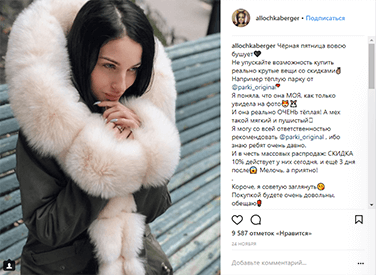 allochkaberger • Подписаться
allochkaberger Чёрная пятница вовсю
бушует🖤
Не упускайте возможность купить
реально крутые вещи со скидками👌
Например тёплую парку от
@parki_original
Я поняла, что она МОЯ, как только
увидела на фото😍🙈
И она реально ОЧЕНЬ тёплая! А мех
такой мягкий и пушистый
Я могу со всей ответственностью
рекомендовать @parki_original , ибо
знаю ребят очень давно.
И в честь массовых распродаж СКИДКА
10% действует у них сегодня, и ещё 3 дня
после😱 Мелочь, а приятно!
.
Короче, я советую заглянуть😋
Покупкой будете очень довольны,
обещаю🌹
9 587 отметок «Нравится»
28 НОЯБРЯ
Добавьте комментарий...